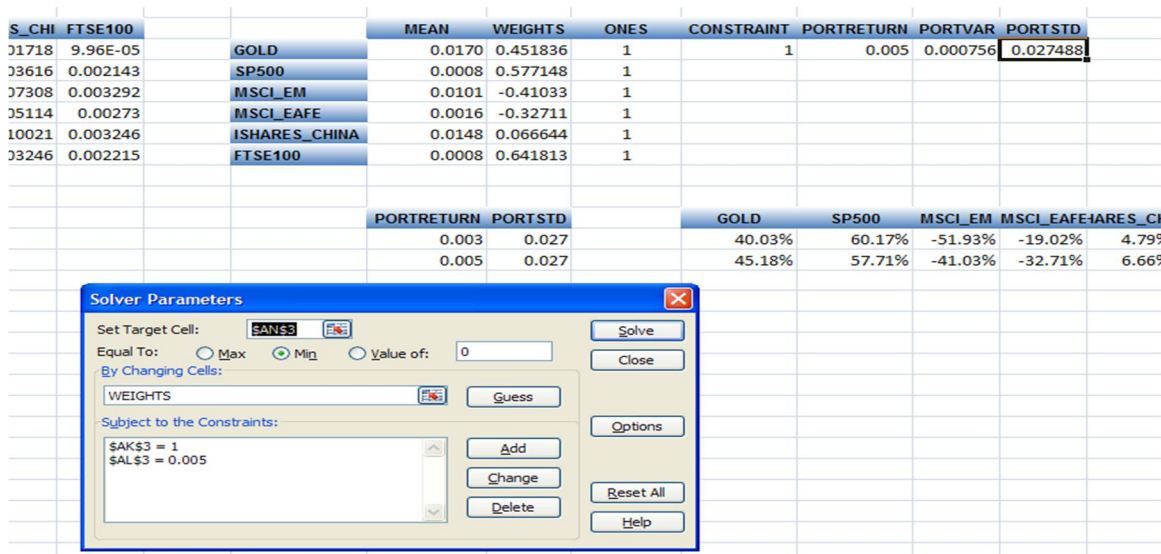 S_CHI FTSE100 MEAN WEIGHTS ONES CONSTRAINT PORTRETURN PORTVAR PORTSTD
01718 9.96E-05 GOLD 0.0170 0.451836 1 1 0.005 0.000756 0.027488
03616 0.002143 SP500 0.0008 0.577148 1
07308 0.003292 MSCI_EM 0.0101 -0.41033 1
05114 0.00273 MSCI_EAFE 0.0016 -0.32711 1
10021 0.003246 ISHARES_CHINA 0.0148 0.066644 1
03246 0.002215 FTSE100 0.0008 0.641813 1
PORTRETURN PORTSTD GOLD SP500 MSCI_EM MSCI_EAFE HARES_CH
0.003 0.027 40.03% 60.17% -51.93% -19.02% 4.79%
0.005 0.027 45.18% 57.71% -41.03% -32.71% 6.66%
Solver Parameters
Set Target Cell: $AN$3 Solve
Equal To: Max Min Value of: 0 Close
By Changing Cells:
WEIGHTS Guess
Subject to the Constraints: Options
$AK$3 = 1 Add
$AL$3 = 0.005
Change
Reset All
Delete
Help